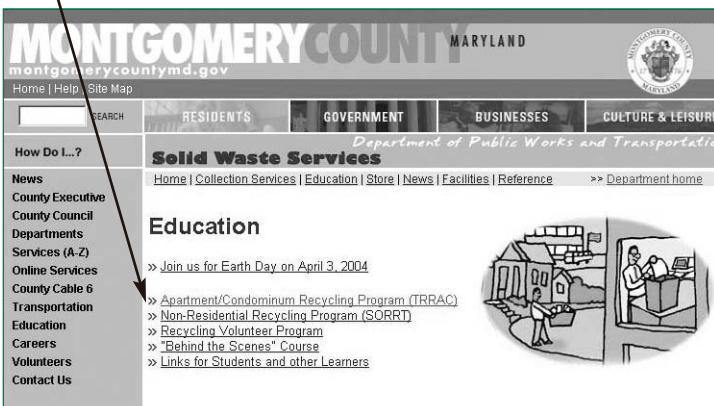 MONTGOMERYCOUNTY MARYLAND
montgomerycountymd.gov
Home | Help | Site Map
SEARCH
RESIDENTS GOVERNMENT BUSINESSES CULTURE & LEISUR
How Do I...?
Department of Public Works and Transportatio
Solid Waste Services
Home | Collection Services | Education | Store | News | Facilities | Reference >> Department home
News
County Executive
County Council
Departments
Services (A-Z)
Online Services
County Cable 6
Transportation
Education
Careers
Volunteers
Contact Us
Education
» Join us for Earth Day on April 3, 2004
» Apartment/Condominum Recycling Program (TRRAC)
» Non-Residential Recycling Program (SORRT)
» Recycling Volunteer Program
» "Behind the Scenes" Course
» Links for Students and other Learners